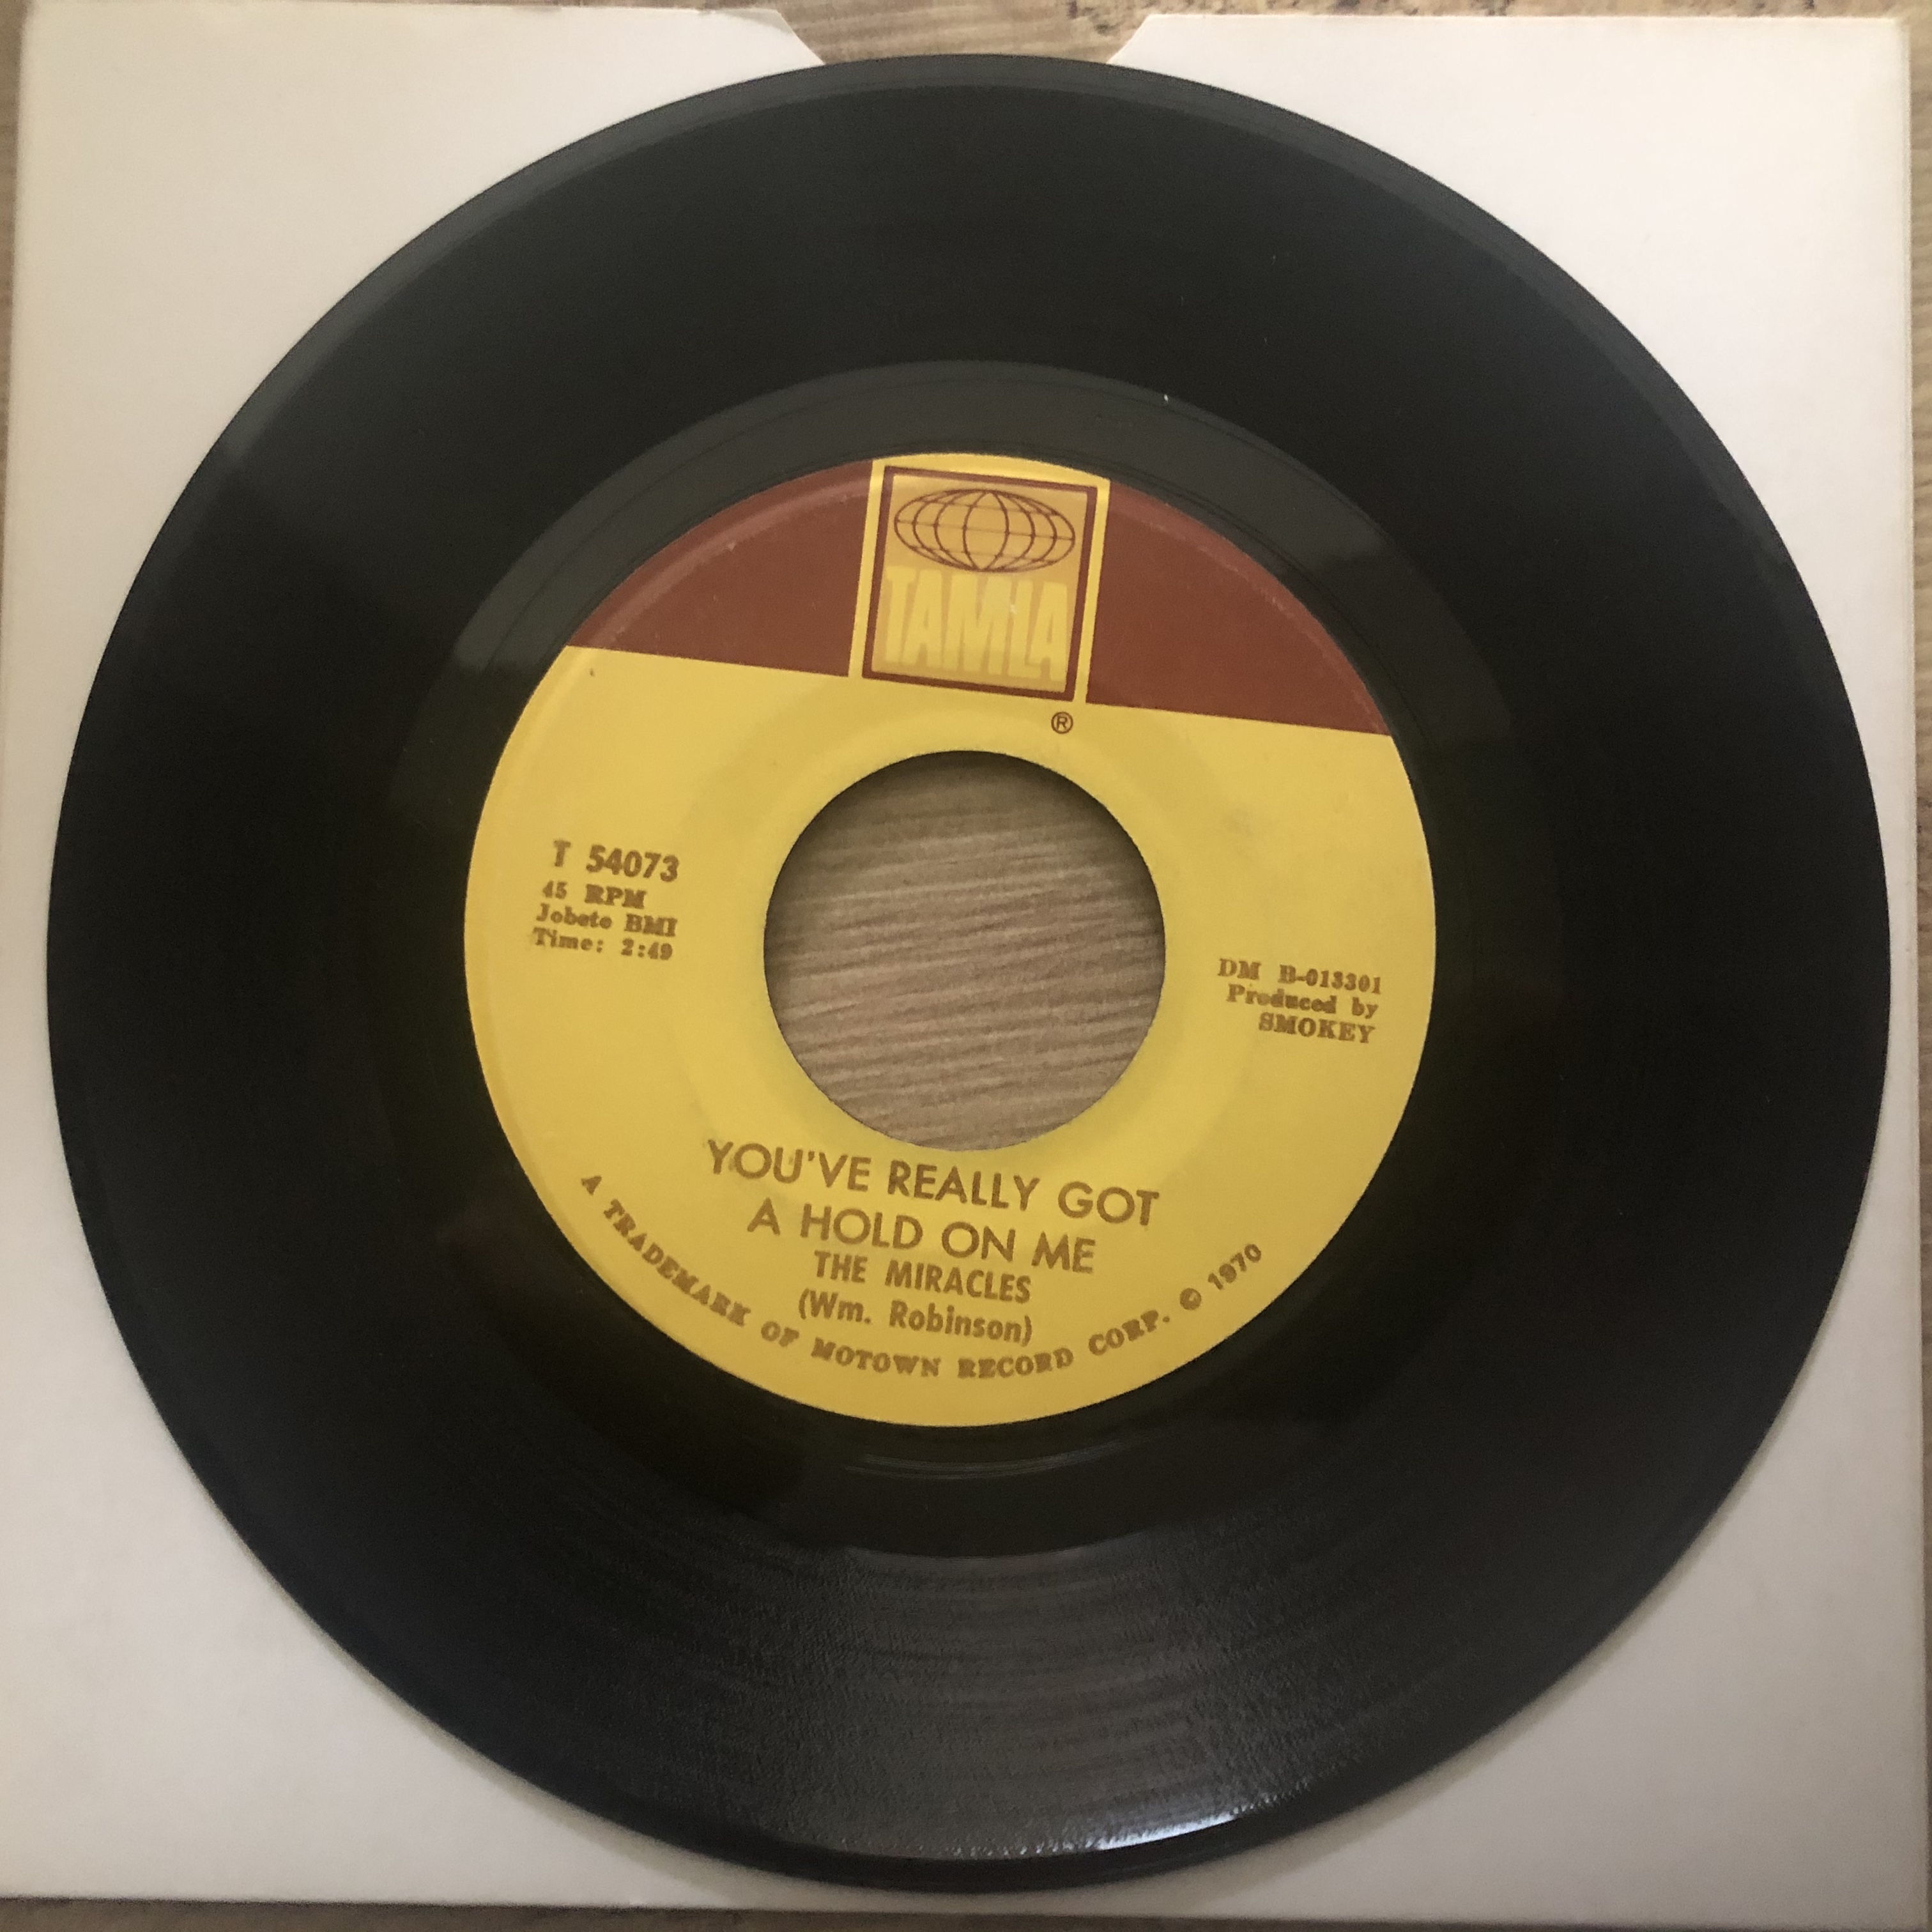 TAMLA
®
T 54073
45 RPM
Jobete BMI
Time: 2:49
DM B-013301
Produced by
SMOKEY
YOU'VE REALLY GOT
A HOLD ON ME
THE MIRACLES
(Wm. Robinson)
A TRADEMARK OF MOTOWN RECORD CORP. © 1970